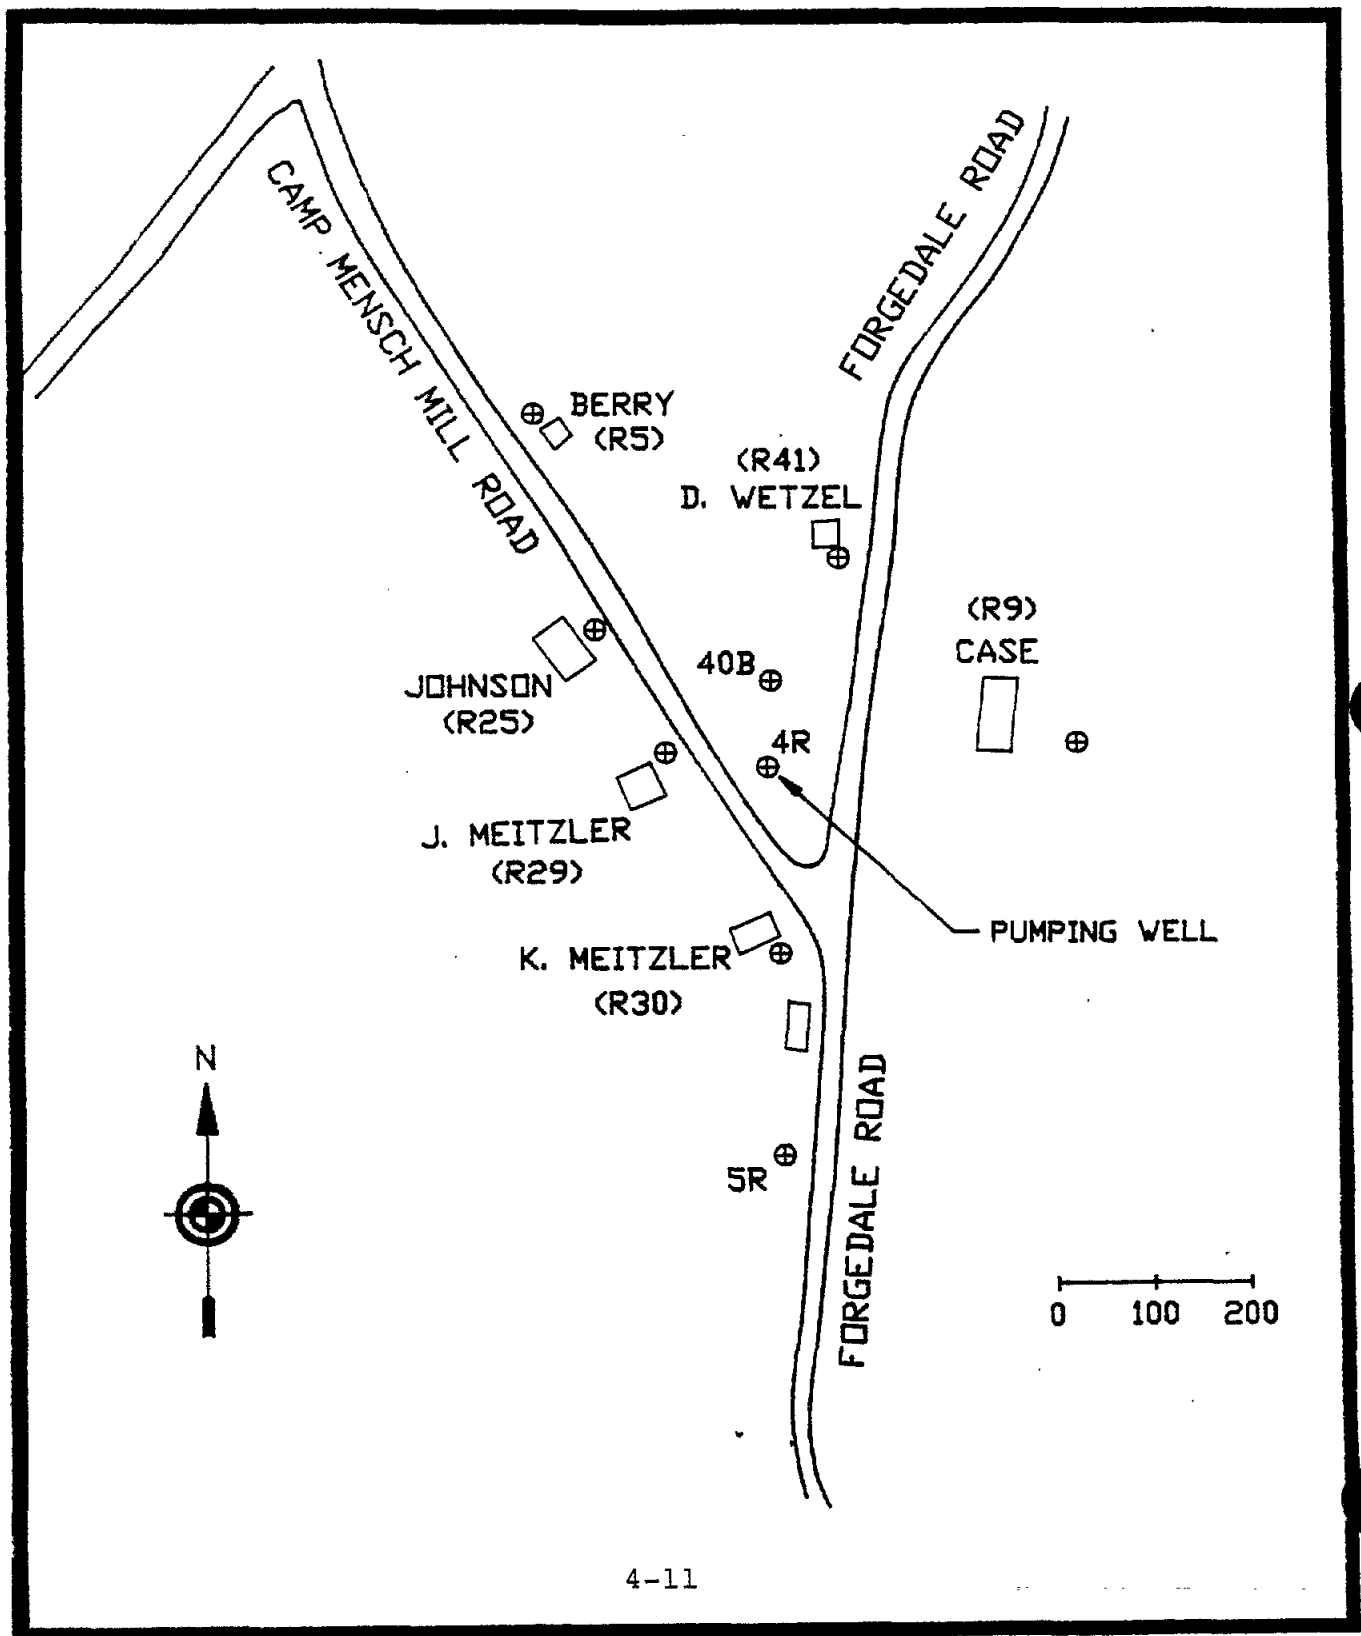 FORGEDALE ROAD
CAMP MENSCH MILL ROAD
BERRY
(R5)
(R41)
D. WETZEL
(R9)
CASE
40B
JOHNSON
(R25)
4R
J. MEITZLER
(R29)
PUMPING WELL
K. MEITZLER
(R30)
N
FORGEDALE ROAD
5R
0 100 200
4-11